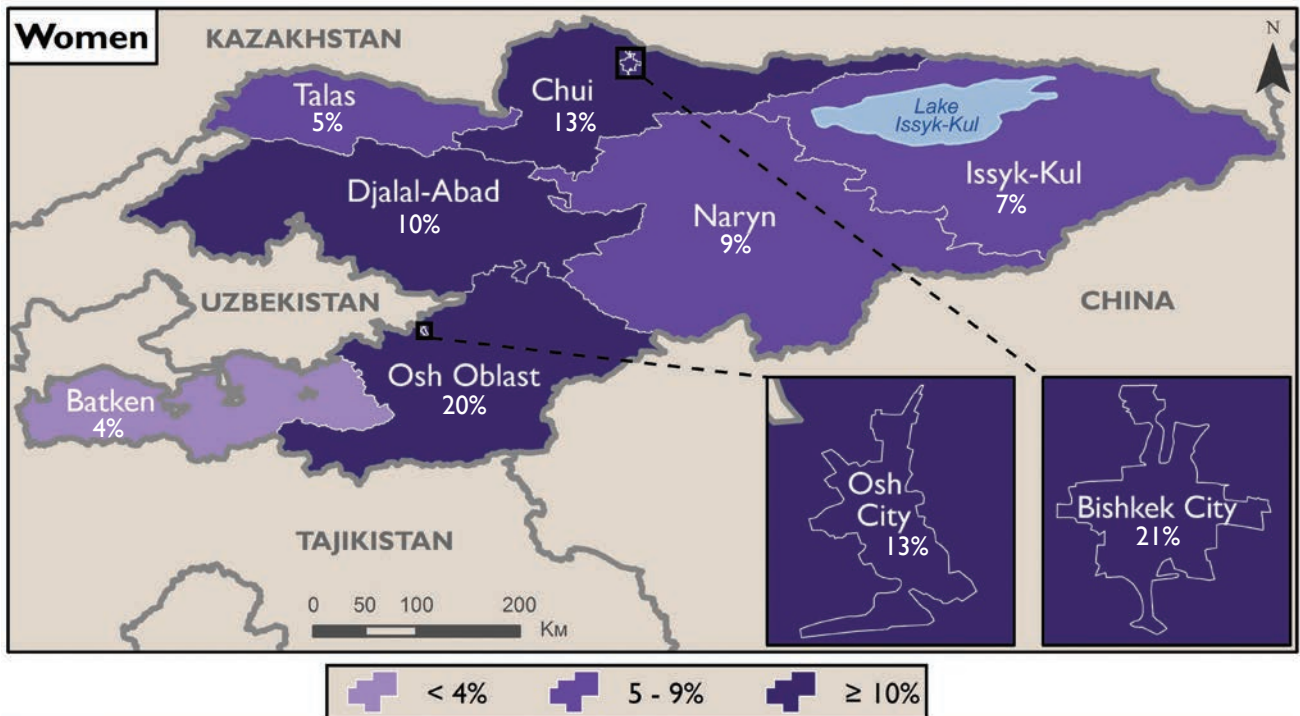 Women
KAZAKHSTAN
N
Talas
5%
Chui
13%
Lake
Issyk-Kul
Issyk-Kul
7%
Djalal-Abad
10%
Naryn
9%
UZBEKISTAN
CHINA
Osh Oblast
20%
Batken
4%
Osh
City
13%
Bishkek City
21%
TAJIKISTAN
0 50 100 200
KM
< 4% 5 - 9% ≥ 10%